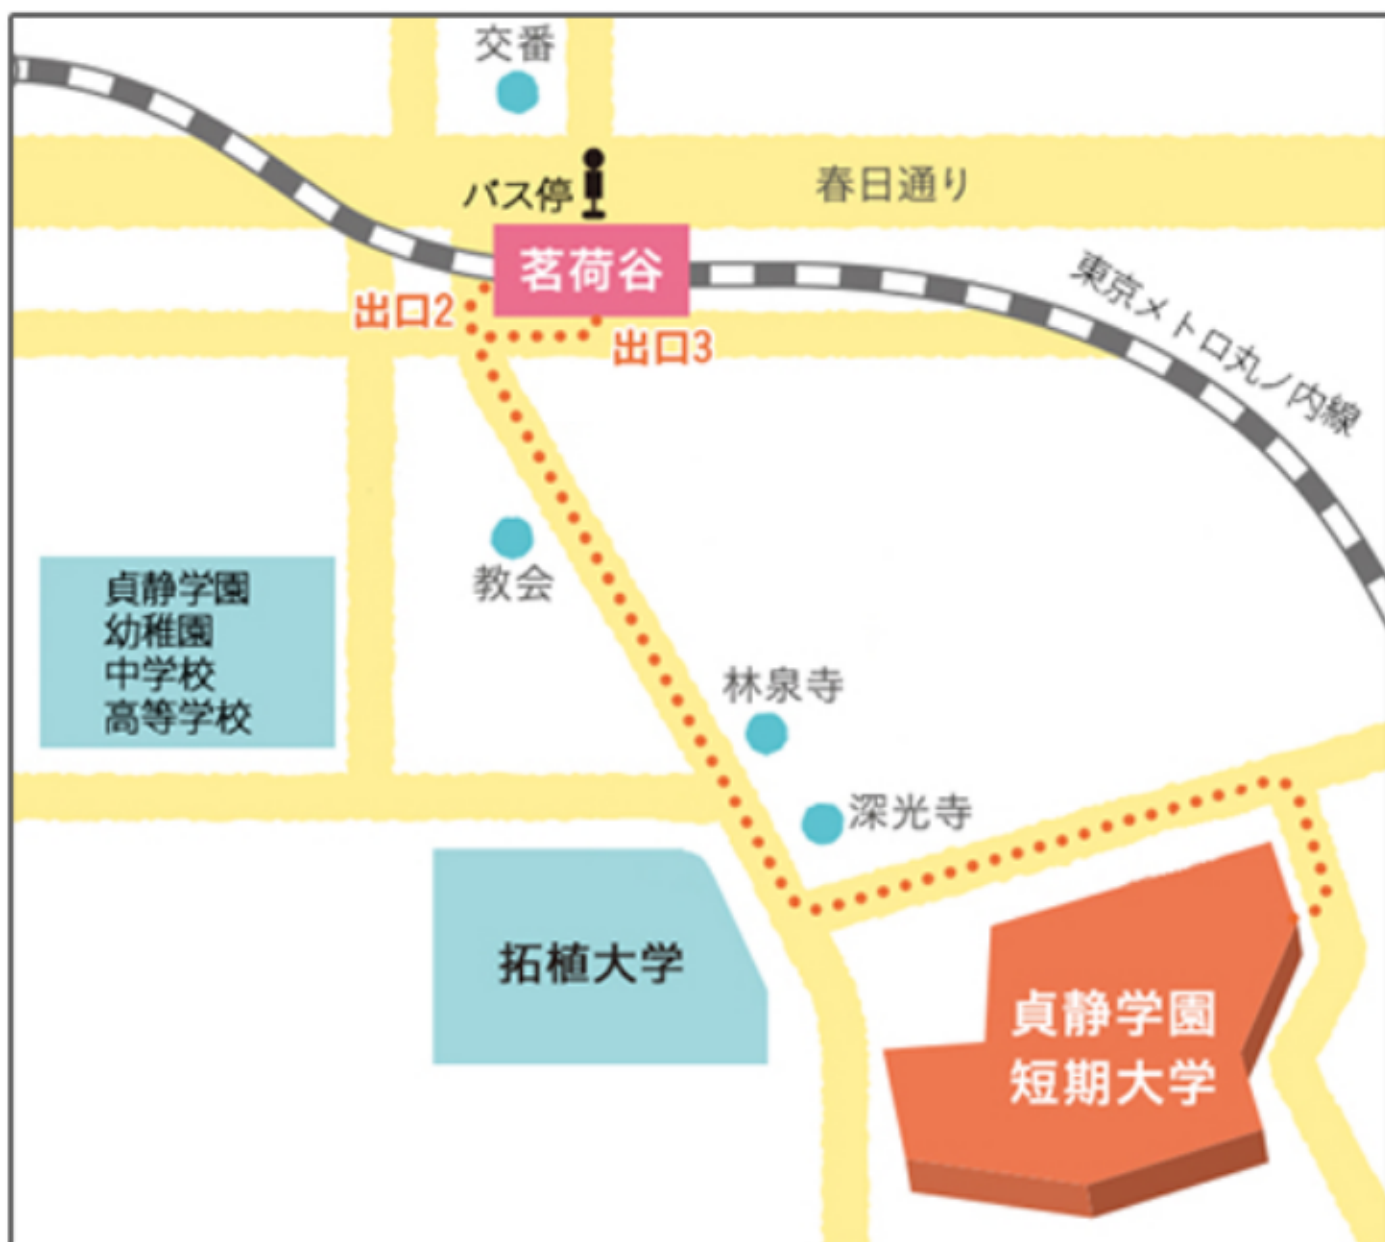 交番
バス停
春日通り
茗荷谷
東京メトロ丸ノ内線
出口2
出口3
教会
貞静学園
幼稚園
中学校
高等学校
林泉寺
深光寺
拓植大学
貞静学園
短期大学